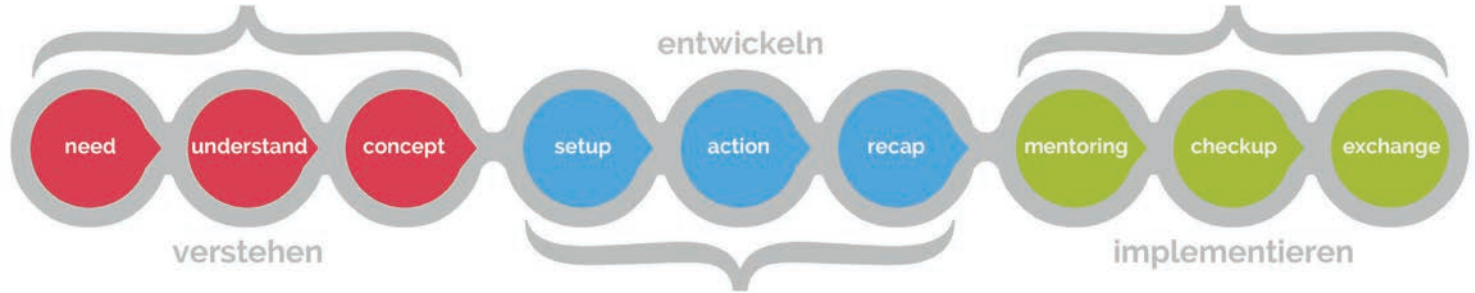 entwickeln
need
understand
concept
setup
action
recap
mentoring
checkup
exchange
verstehen
implementieren